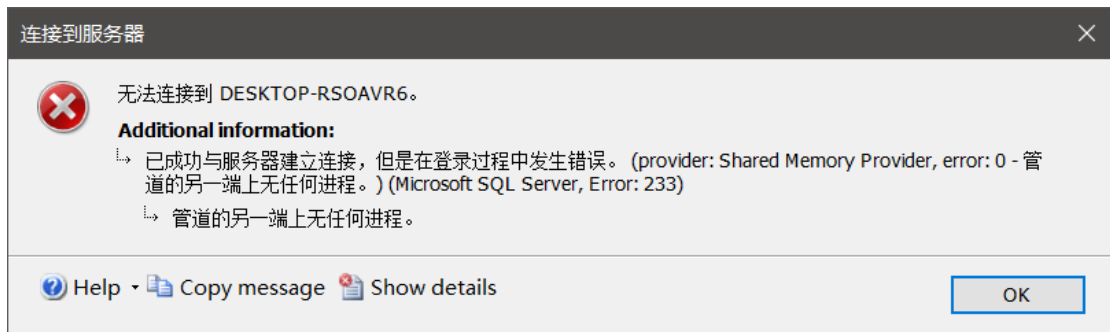 连接到服务器
无法连接到 DESKTOP-RSOAVR6。
Additional information:
已成功与服务器建立连接，但是在登录过程中发生错误。 (provider: Shared Memory Provider, error: 0 - 管
道的另一端上无任何进程。) (Microsoft SQL Server, Error: 233)
管道的另一端上无任何进程。
Help Copy message Show details
OK